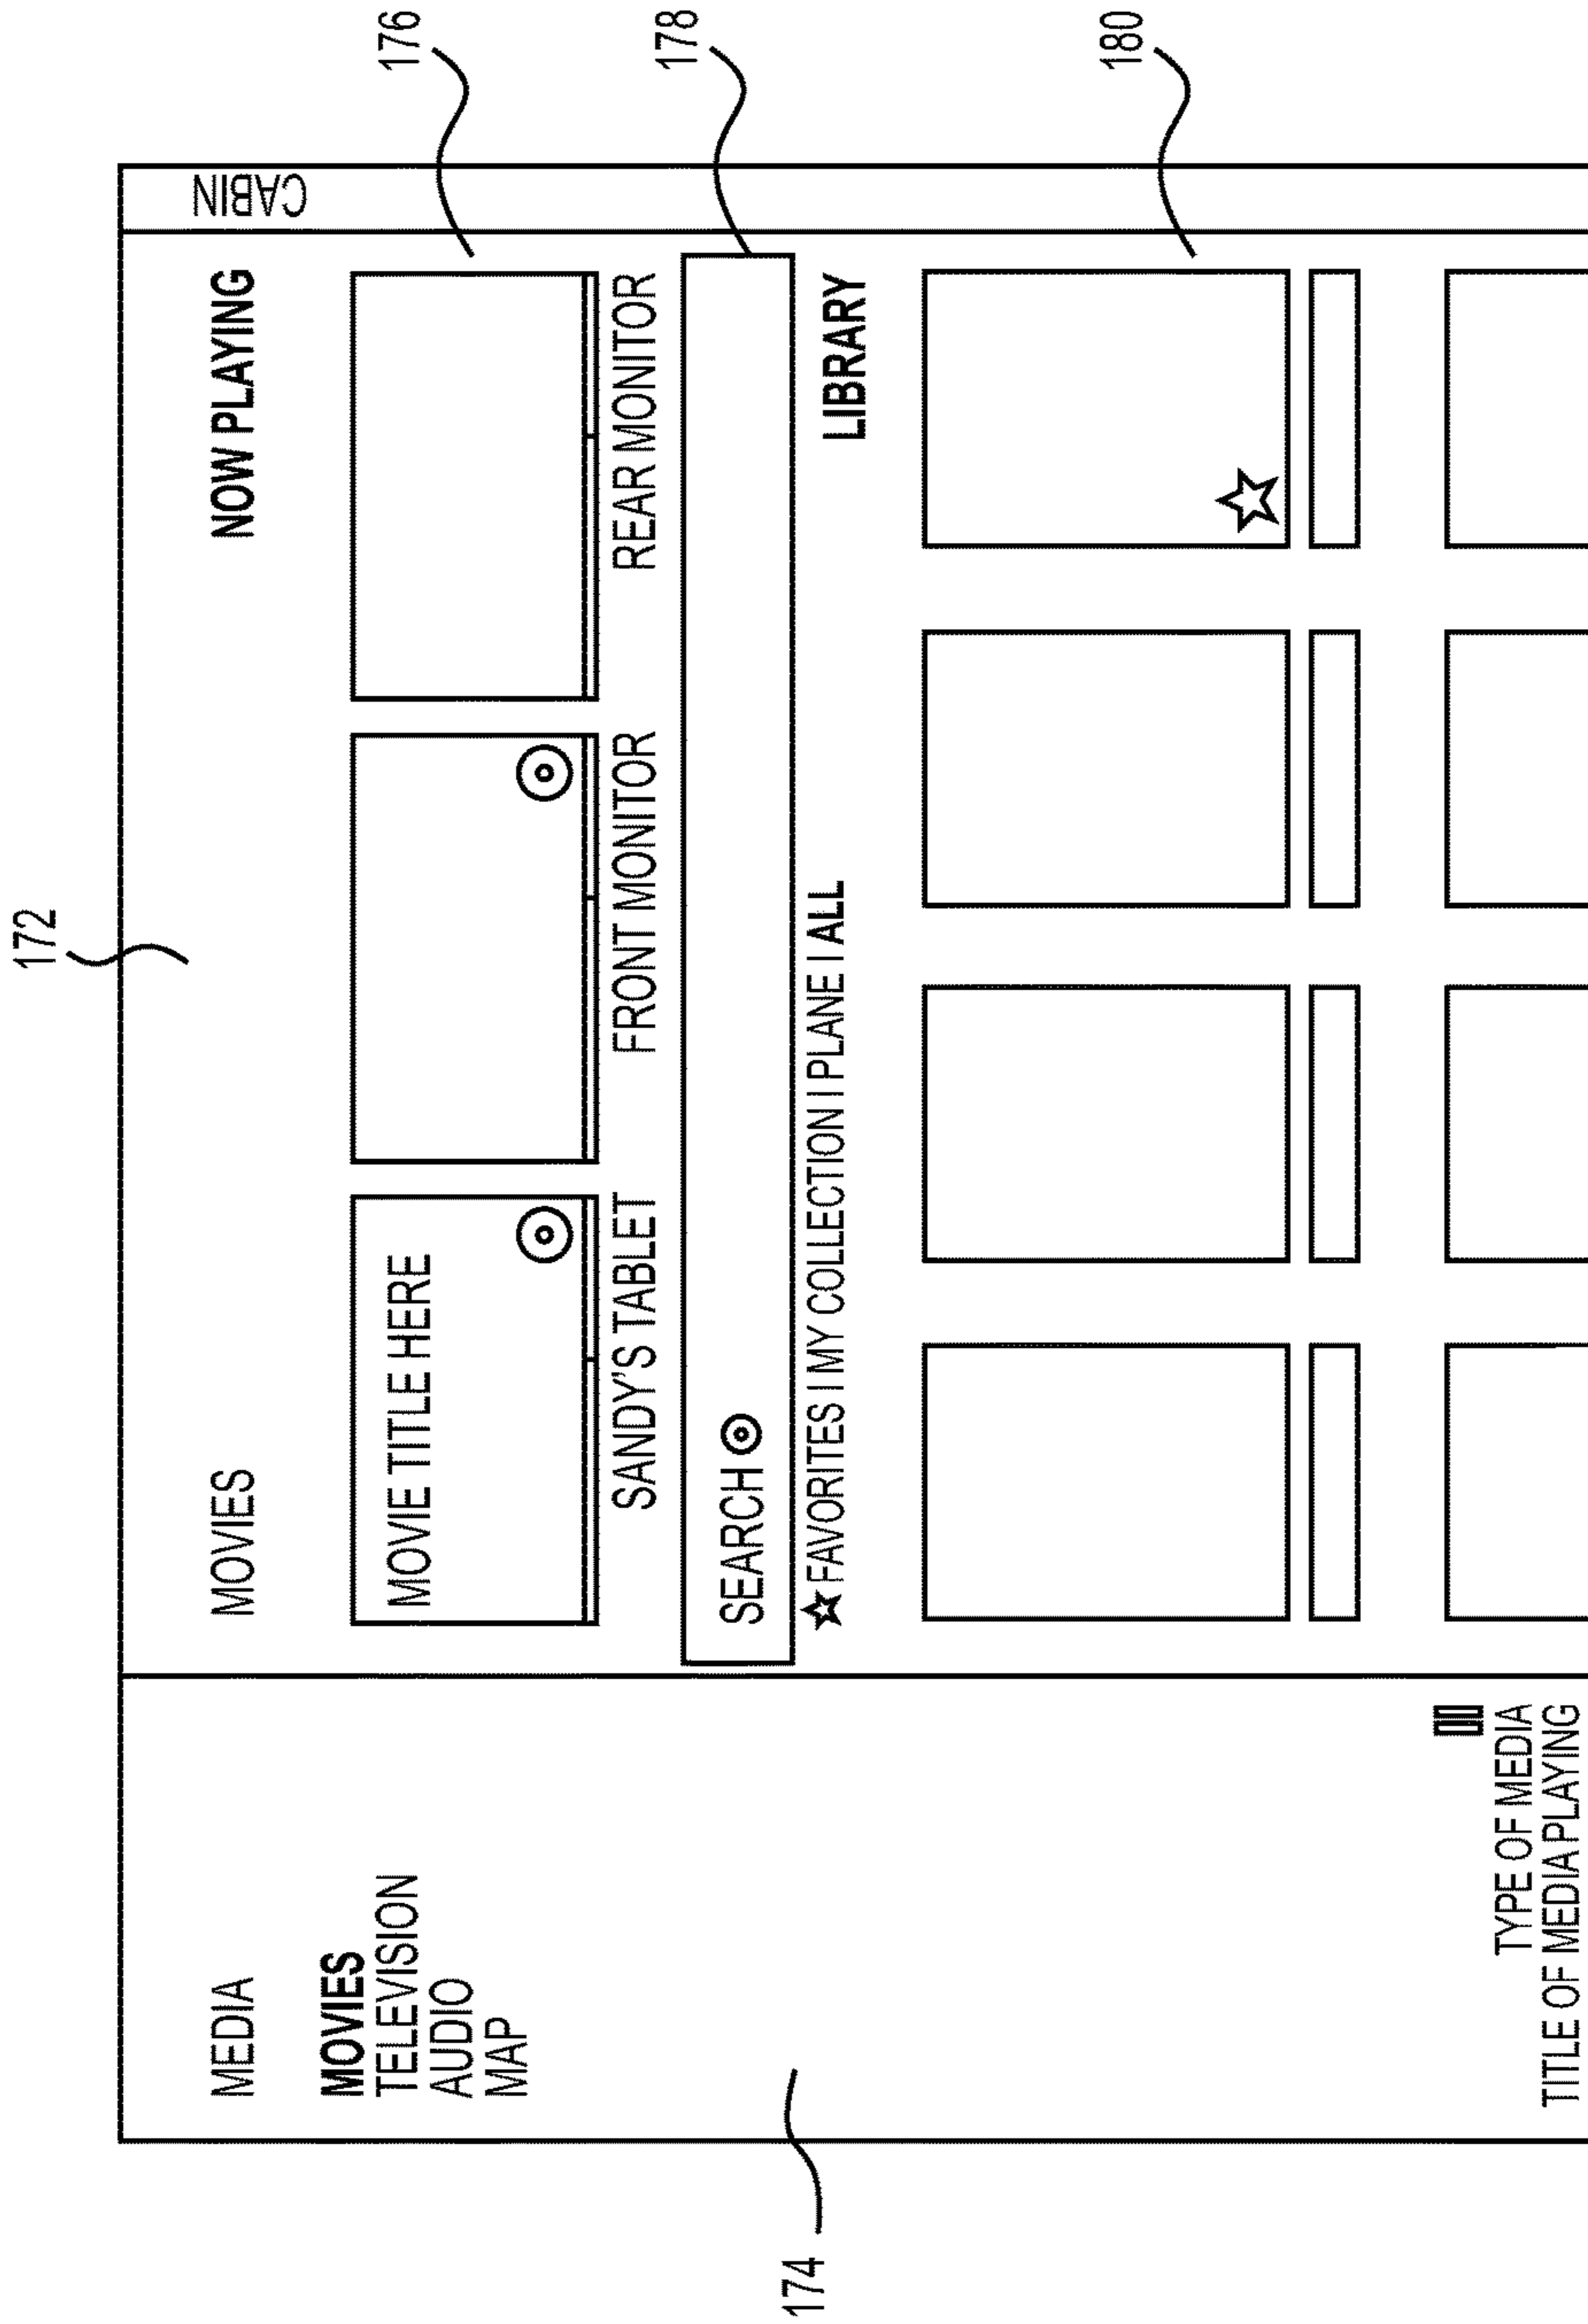 172
MEDIA
MOVIES
TELEVISION
AUDIO
MAP
TYPE OF MEDIA
TITLE OF MEDIA PLAYING
174
MOVIES
NOW PLAYING
CABIN
MOVIE TITLE HERE
176
SANDY'S TABLET
FRONT MONITOR
REAR MONITOR
SEARCH
178
FAVORITES I MY COLLECTION I PLANE I ALL
LIBRARY
180